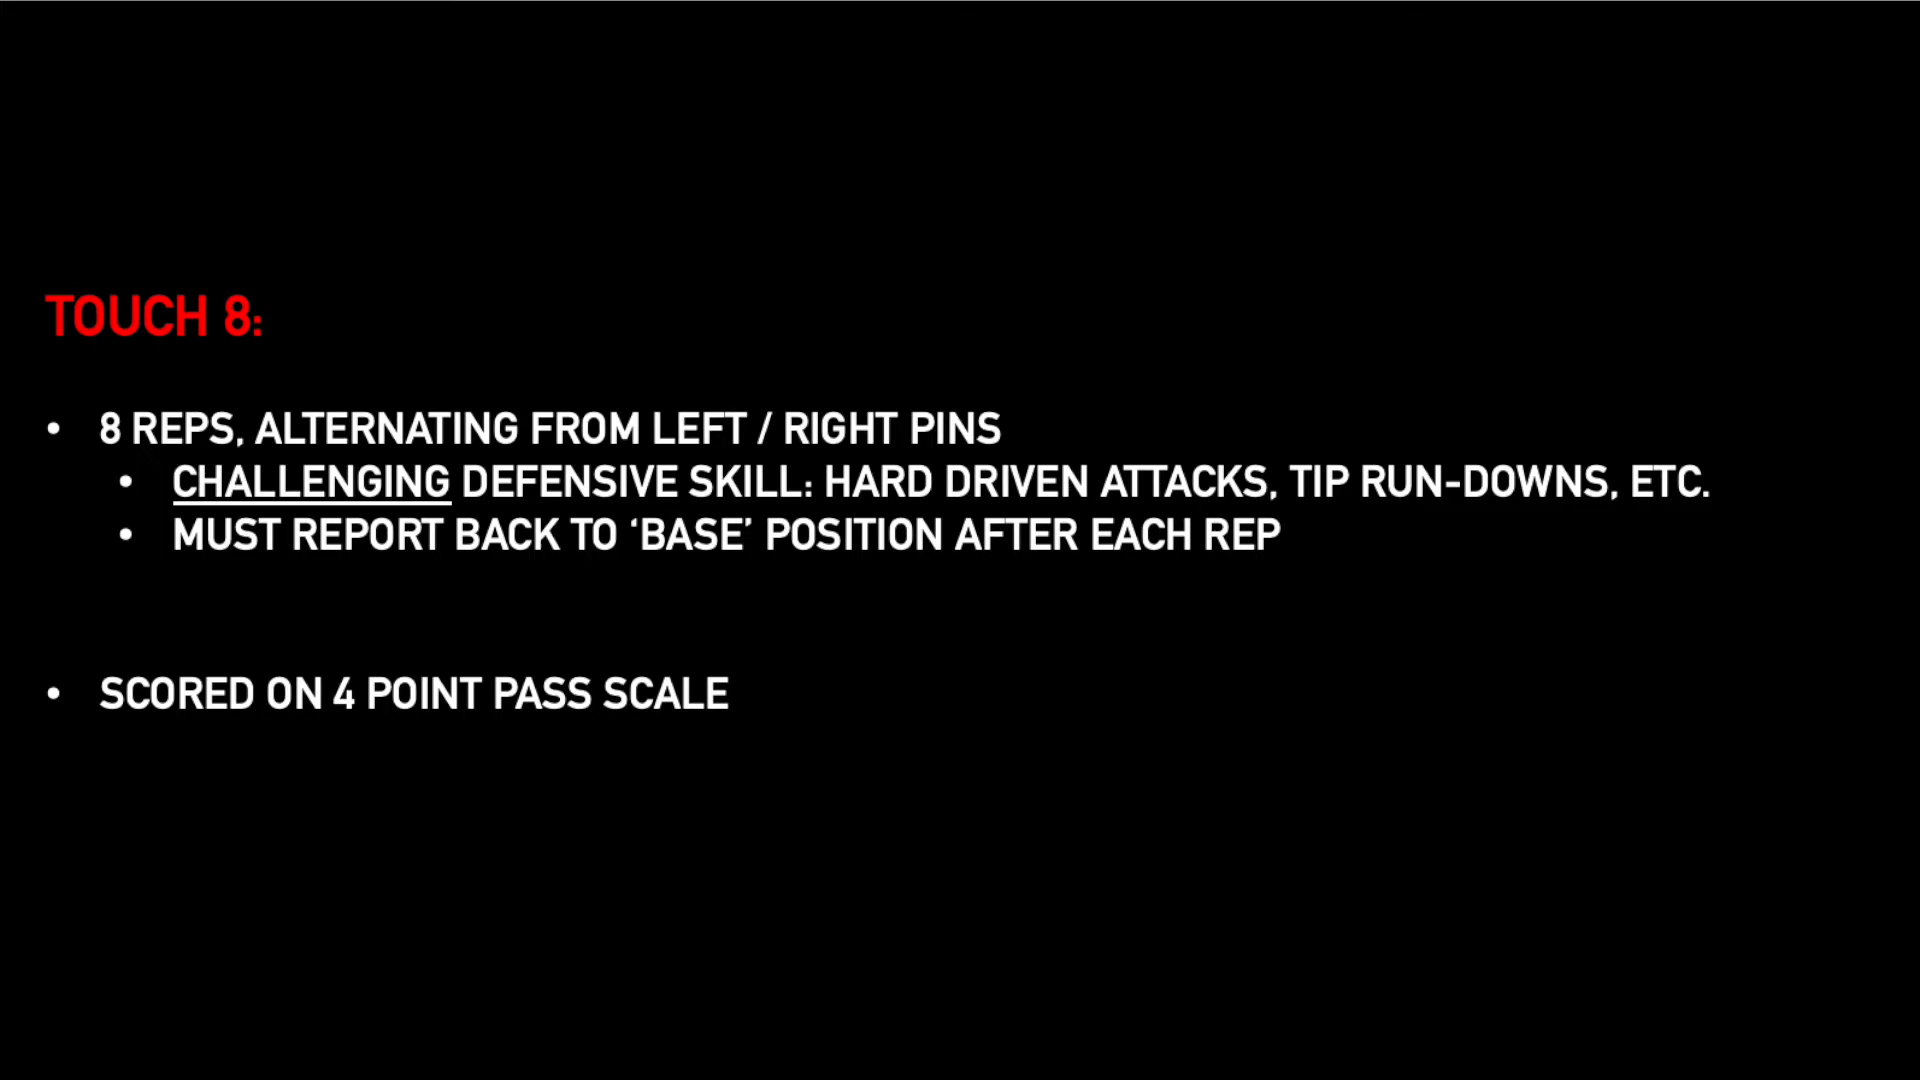 TOUCH 8:
• 8 REPS, ALTERNATING FROM LEFT / RIGHT PINS
• CHALLENGING DEFENSIVE SKILL: HARD DRIVEN ATTACKS, TIP RUN-DOWNS, ETC.
• MUST REPORT BACK TO ‘BASE’ POSITION AFTER EACH REP
• SCORED ON 4 POINT PASS SCALE